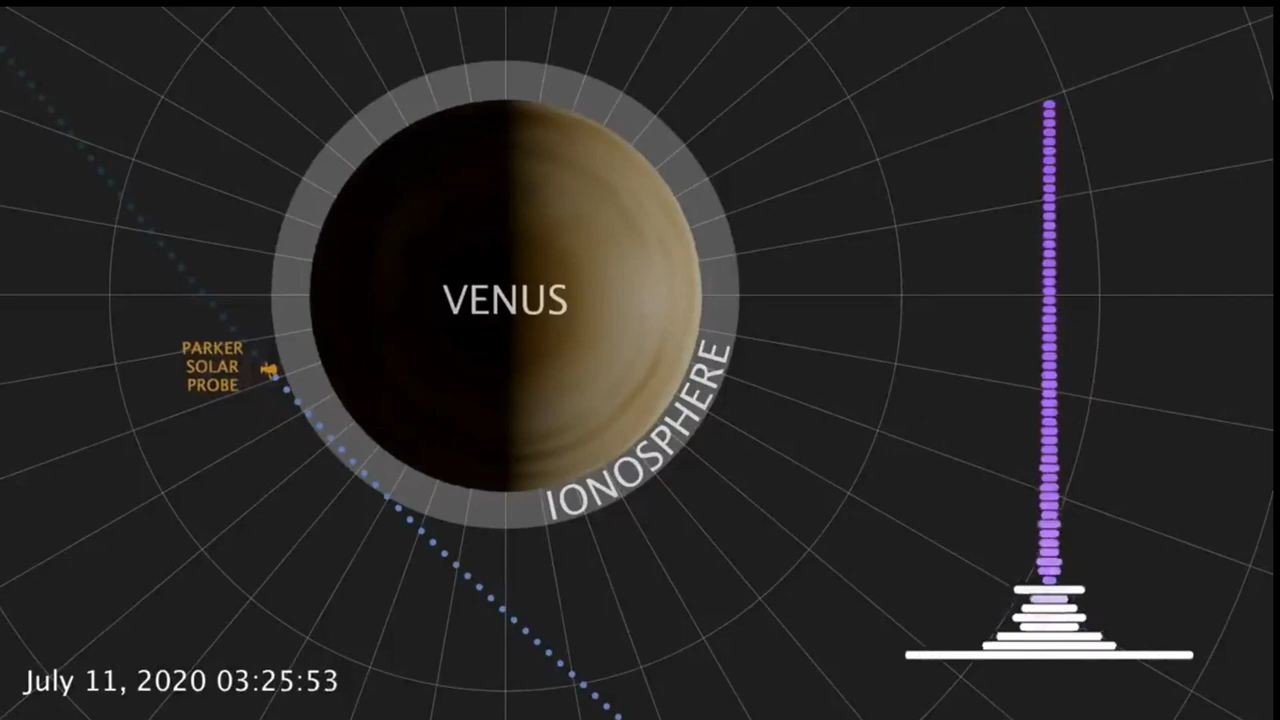 VENUS
PARKER
SOLAR
PROBE
IONOSPHERE
July 11, 2020 03:25:53